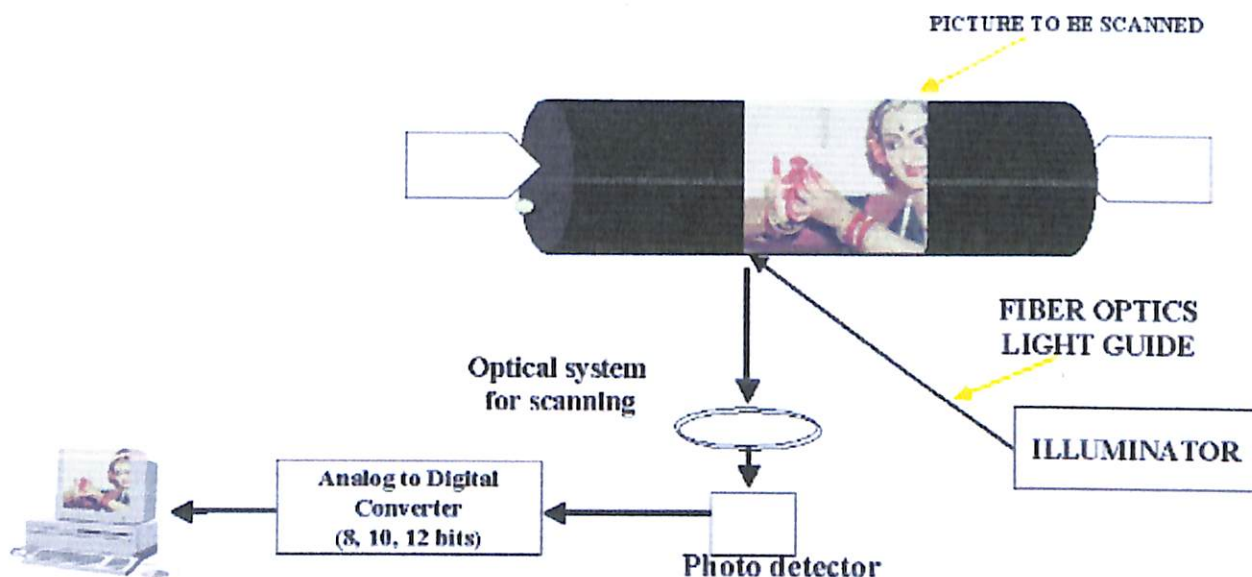 PICTURE TO BE SCANNED
FIBER OPTICS
LIGHT GUIDE
Optical system
for scanning
ILLUMINATOR
Analog to Digital
Converter
(8, 10, 12 bits)
Photo detector